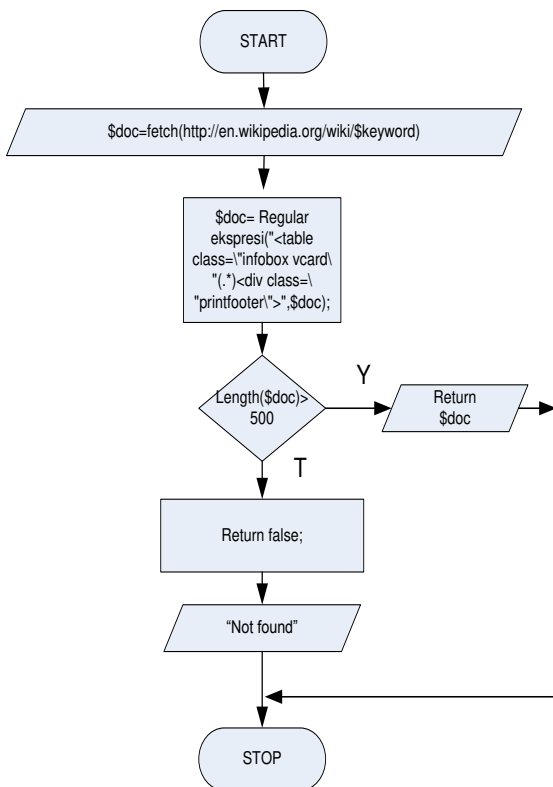 START
$doc=fetch(http://en.wikipedia.org/wiki/$keyword)
$doc= Regular
ekspresi("<table
class=\"infobox vcard\
"(.*)<div class=\
"printfooter\">",$doc);
Length($doc)>
500
Y
Return
$doc
T
Return false;
“Not found”
STOP